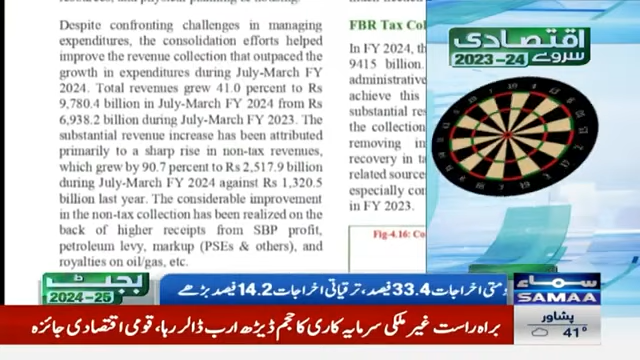 Despite confronting challenges in managing
expenditures, the consolidation efforts helped
improve the revenue collection that outpaced the
growth in expenditures during July-March FY
2024. Total revenues grew 41.0 percent to Rs
9,780.4 billion in July-March FY 2024 from Rs
6,938.2 billion during July-March FY 2023. The
substantial revenue increase has been attributed
primarily to a sharp rise in non-tax revenues,
which grew by 90.7 percent to Rs 2,517.9 billion
during July-March FY 2024 against Rs 1,320.5
billion last year. The considerable improvement
in the non-tax collection has been realized on the
back of higher receipts from SBP profit,
petroleum levy, markup (PSEs & others), and
royalties on oil/gas, etc.
FBR Tax Col
In FY 2024, th
9415 billion.
administrative
achieve this
substantial res
the collection
removing in
recovery in ta
related source
especially con
in FY 2023.
Fig-4.16: Co
اقتصادی
سروے
2023-24
بجٹ
2024-25
ومتی اخراجات 33.4 فیصد، ترقیاتی اخراجات 14.2 فیصد بڑھے
براہ راست غیر ملکی سرمایہ کاری کا حجم ڈیڑھ ارب ڈالر رہا، قومی اقتصادی جائزہ
سماء
SAMAA
پشاور
41°